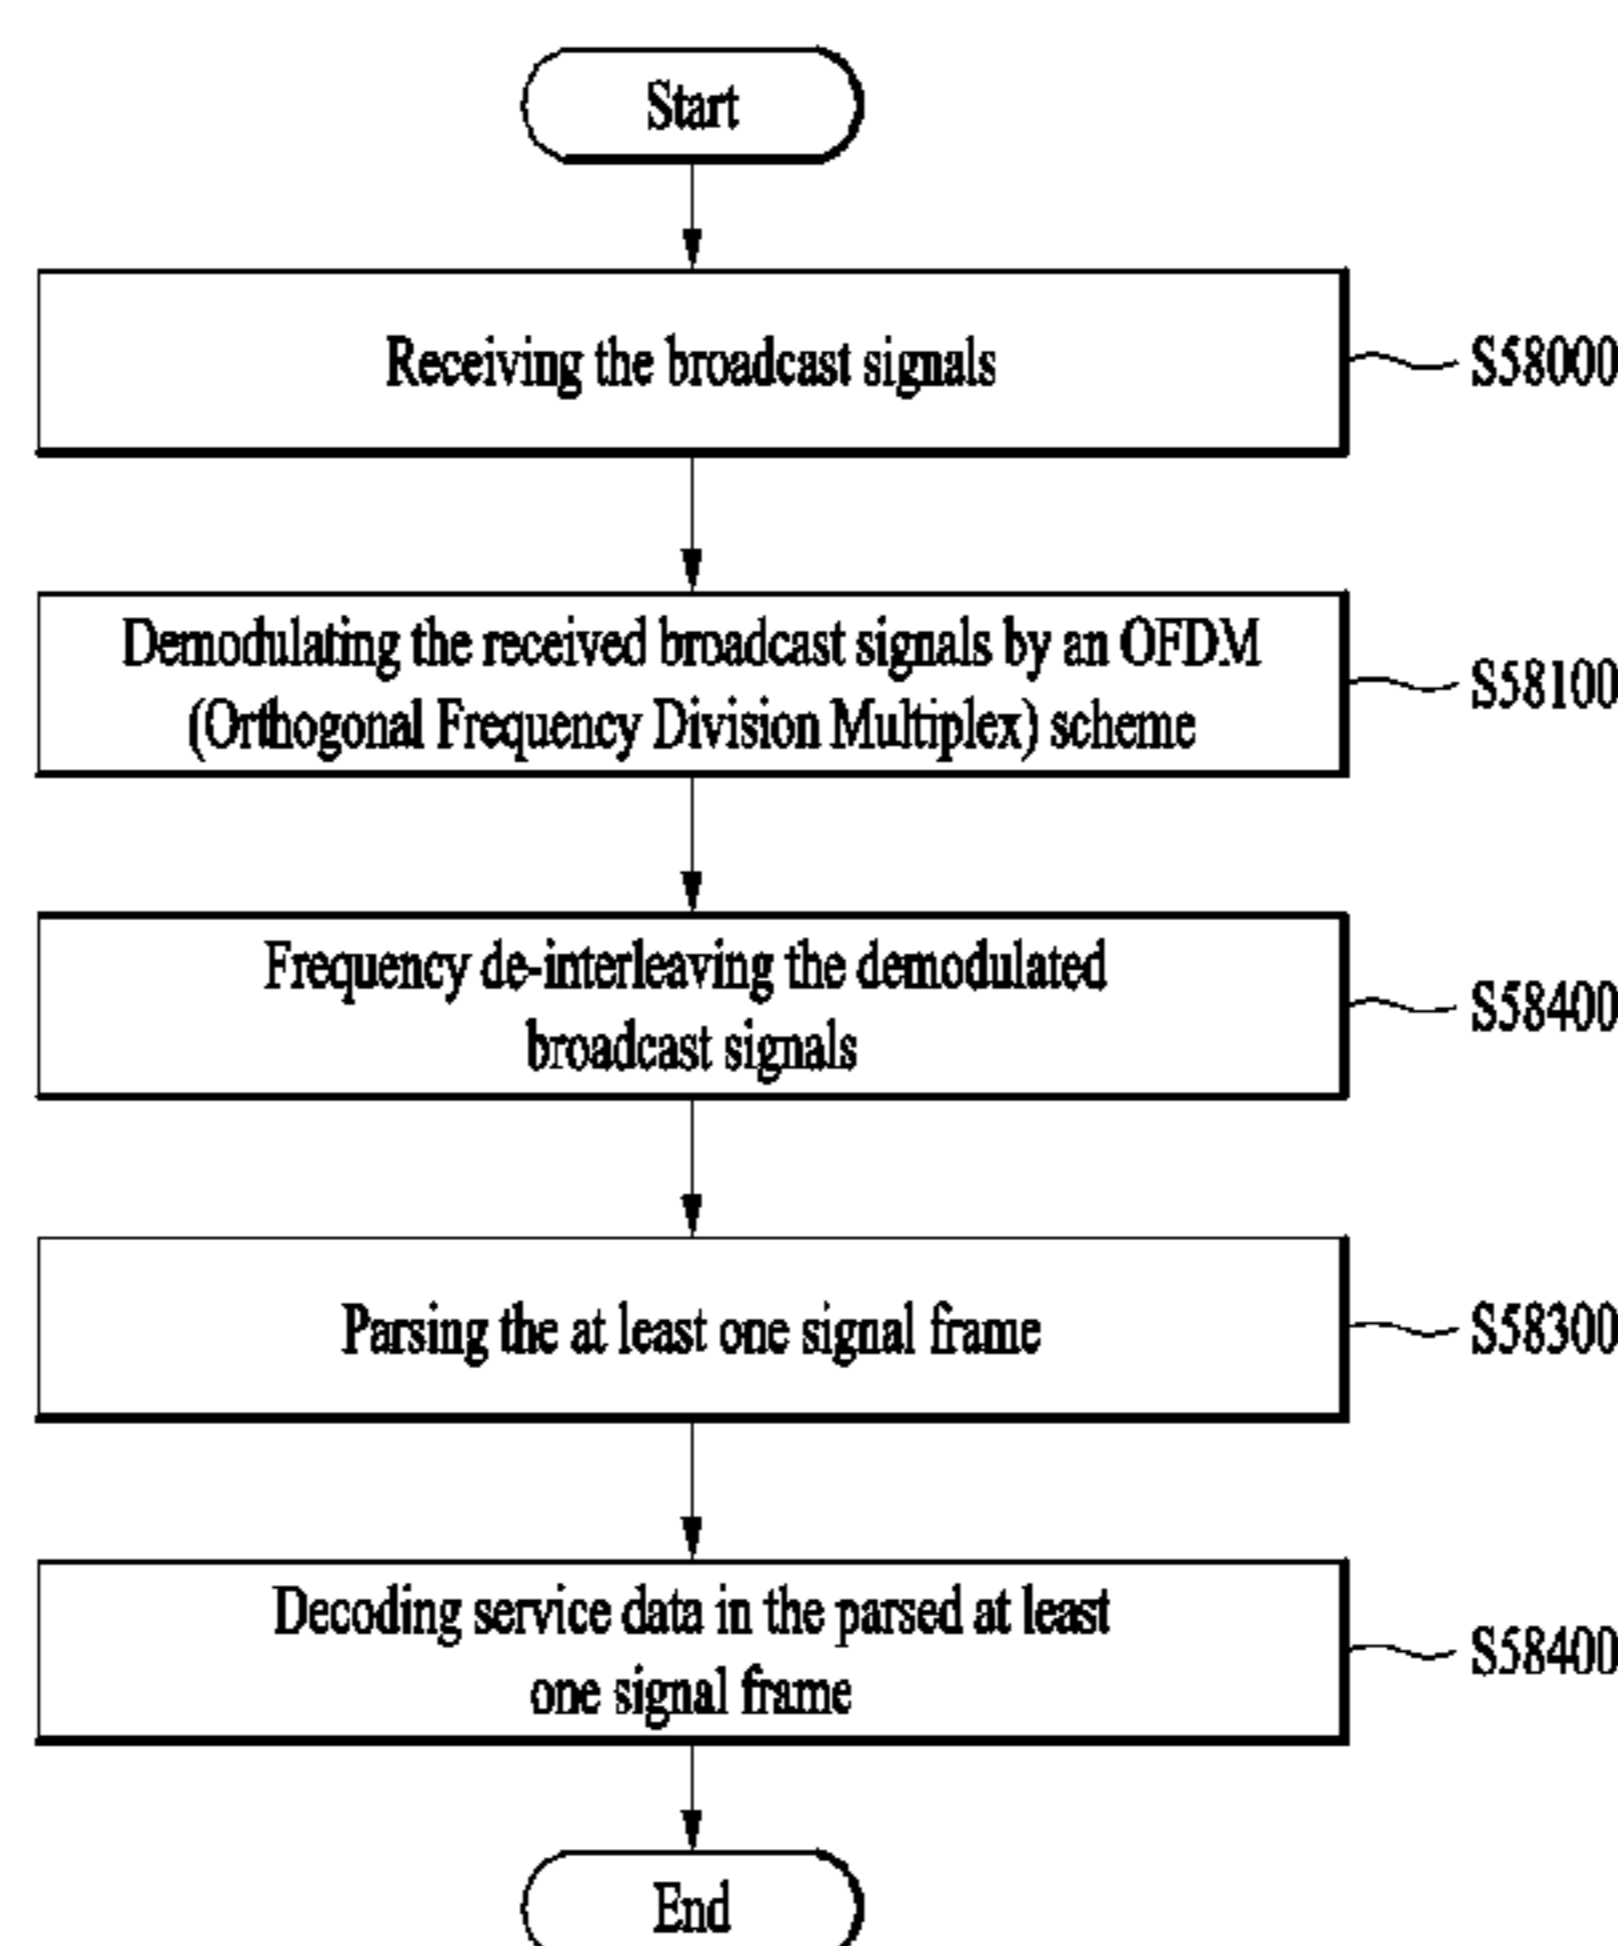 Start
Receiving the broadcast signals
S58000
Demodulating the received broadcast signals by an OFDM
(Orthogonal Frequency Division Multiplex) scheme
S58100
Frequency de-interleaving the demodulated
broadcast signals
S58400
Parsing the at least one signal frame
S58300
Decoding service data in the parsed at least
one signal frame
S58400
End